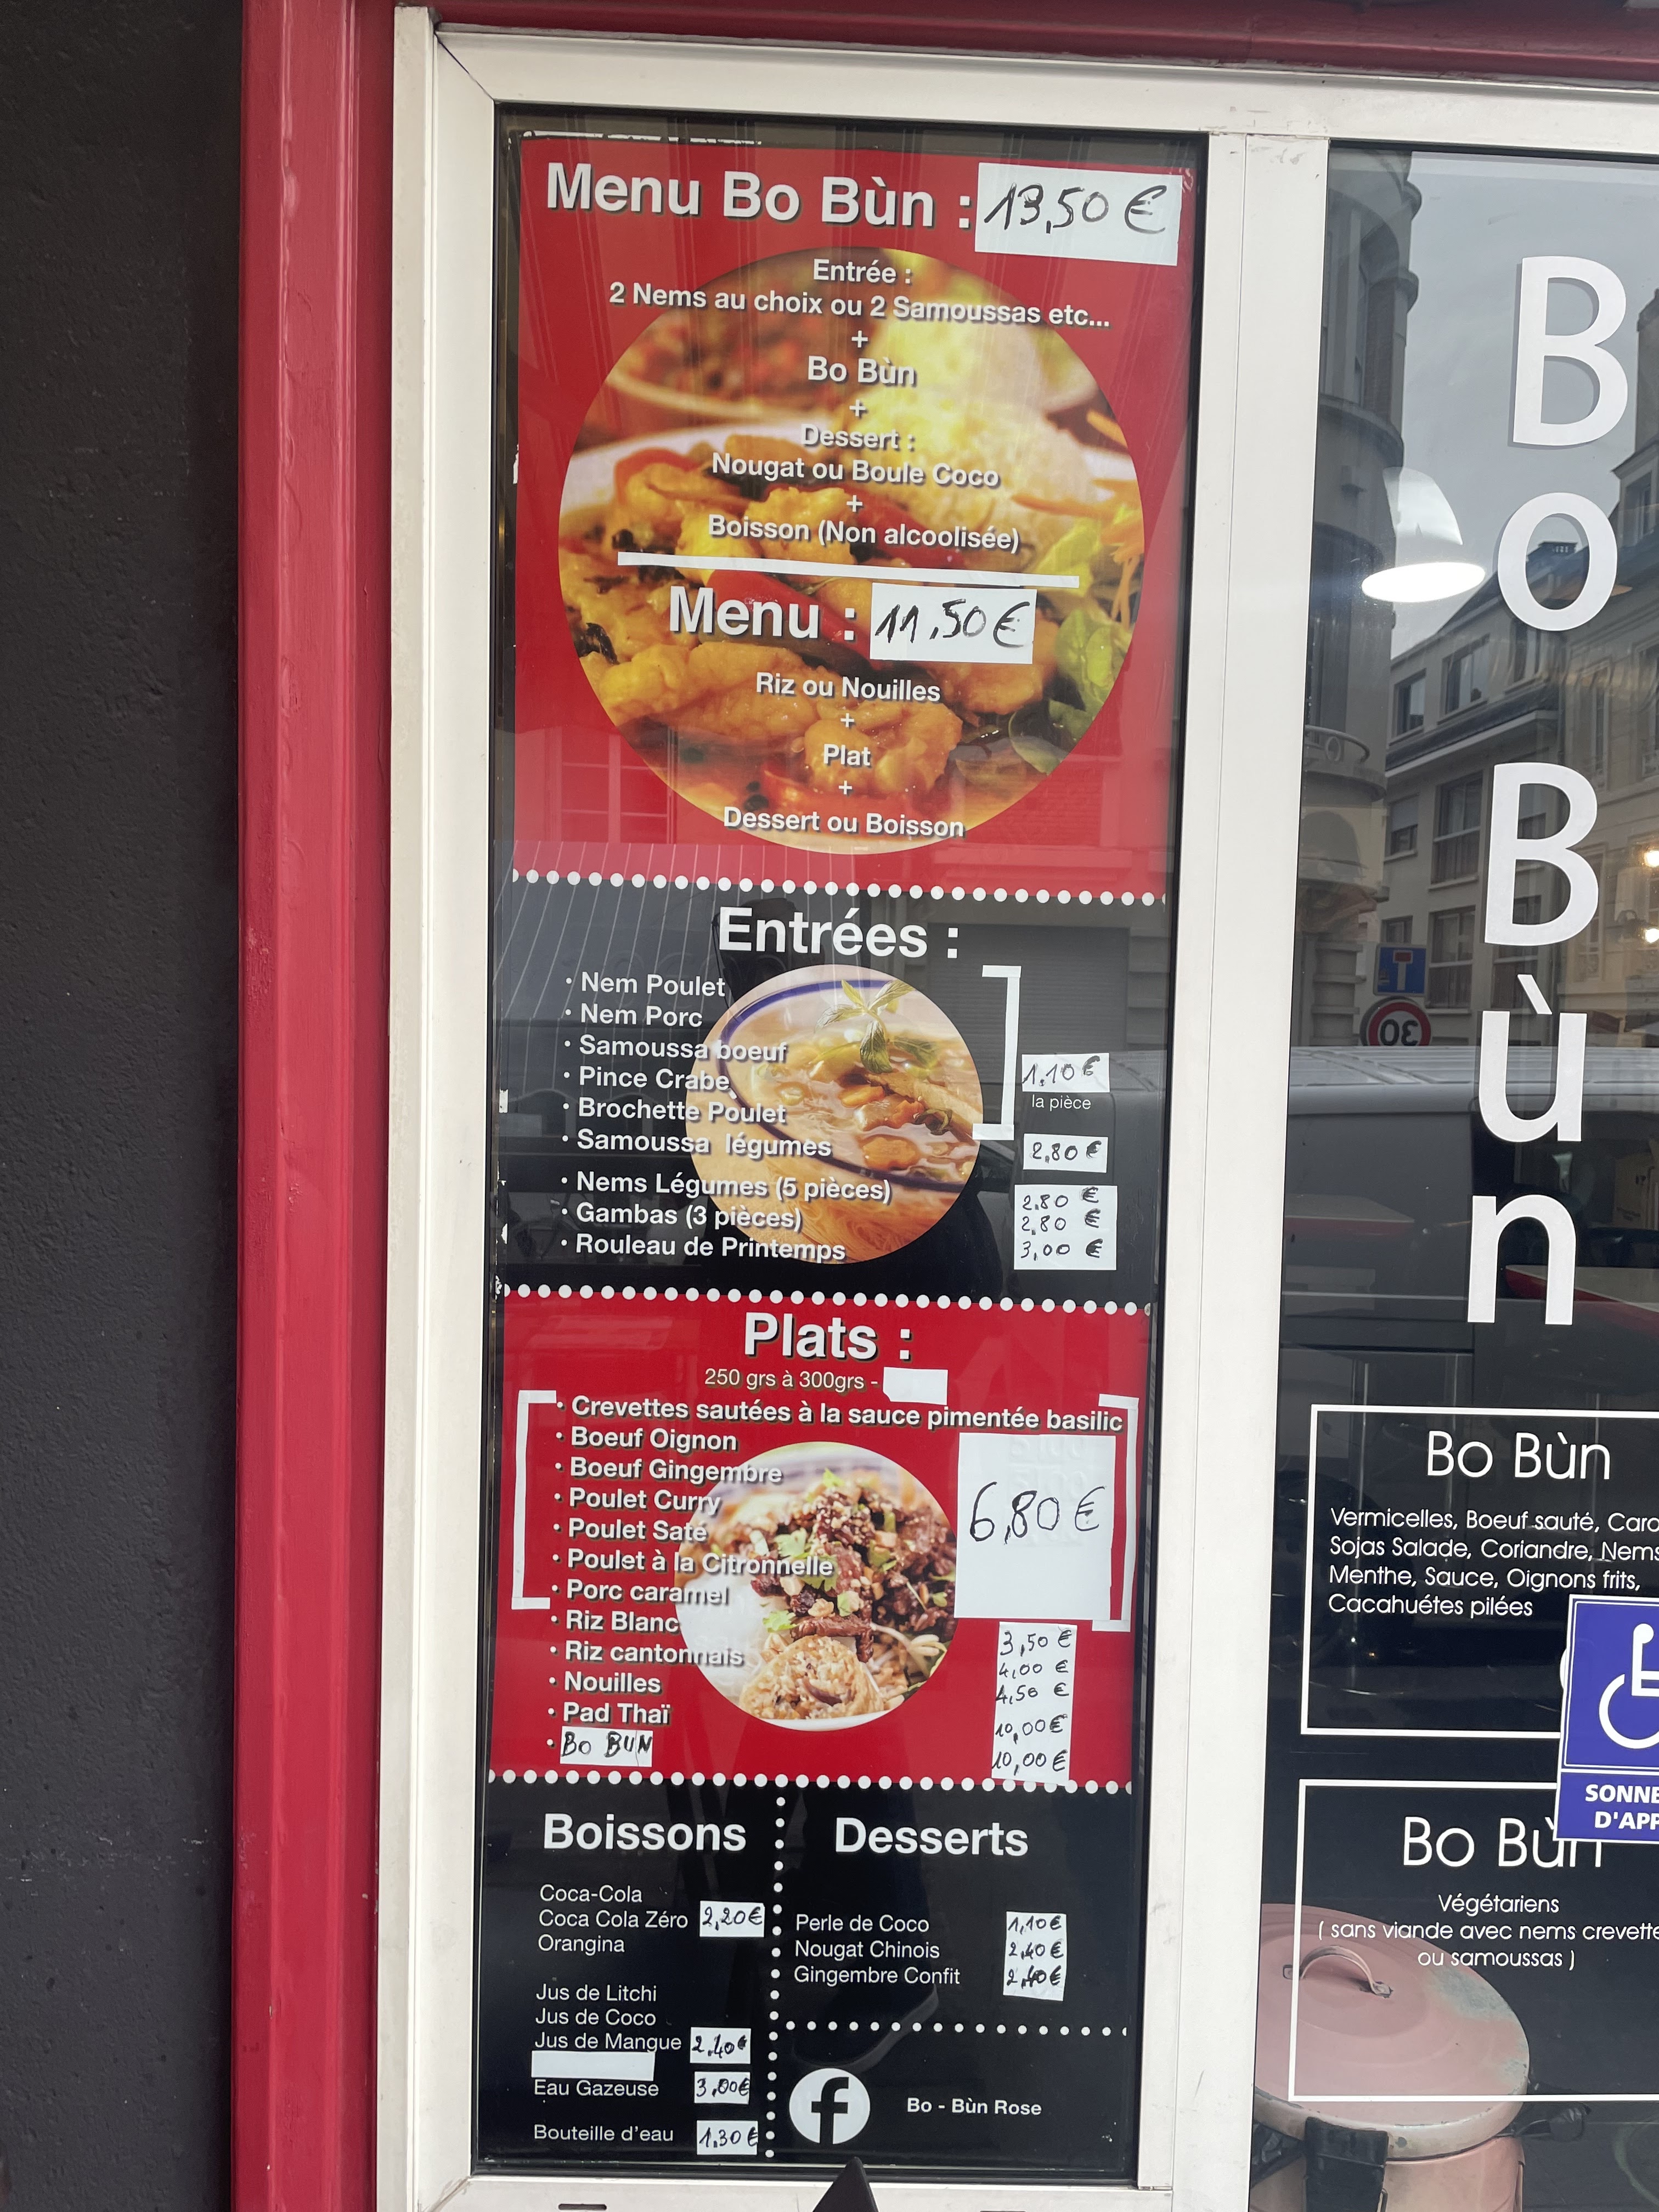 Menu Bo Bùn : 13,50 €
Entrée :
2 Nems au choix ou 2 Samoussas etc...
+
Bo Bùn
+
Dessert :
Nougat ou Boule Coco
+
Boisson (Non alcoolisée)
Menu : 11,50 €
Riz ou Nouilles
+
Plat
+
Dessert ou Boisson
Entrées :
• Nem Poulet
• Nem Porc
• Samoussa boeuf
• Pince Crabe 1,10 €
• Brochette Poulet la pièce
• Samoussa légumes 2,80 €
• Nems Légumes (5 pièces) 2,80 €
• Gambas (3 pièces) 2,80 €
• Rouleau de Printemps 3,00 €
Plats :
250 grs à 300grs -
• Crevettes sautées à la sauce pimentée basilic
• Boeuf Oignon
• Boeuf Gingembre
• Poulet Curry 6,80 €
• Poulet Saté
• Poulet à la Citronnelle
• Porc caramel
• Riz Blanc 3,50 €
• Riz cantonnais 4,00 €
• Nouilles 4,50 €
• Pad Thaï 10,00 €
• BO BUN 10,00 €
Boissons
Coca-Cola
Coca Cola Zéro 2,20 €
Orangina
Jus de Litchi
Jus de Coco
Jus de Mangue 2,40 €
Eau Gazeuse 3,00 €
Bouteille d'eau 1,30 €
Desserts
Perle de Coco 1,10 €
Nougat Chinois 2,40 €
Gingembre Confit 2,40 €
f Bo - Bùn Rose
Bo Bùn
30
Bo Bùn
Vermicelles, Boeuf sauté, Caro
Sojas Salade, Coriandre, Nems
Menthe, Sauce, Oignons frits,
Cacahuétes pilées
SONNE
D'APP
Bo Bùn
Végétariens
( sans viande avec nems crevette
ou samoussas )